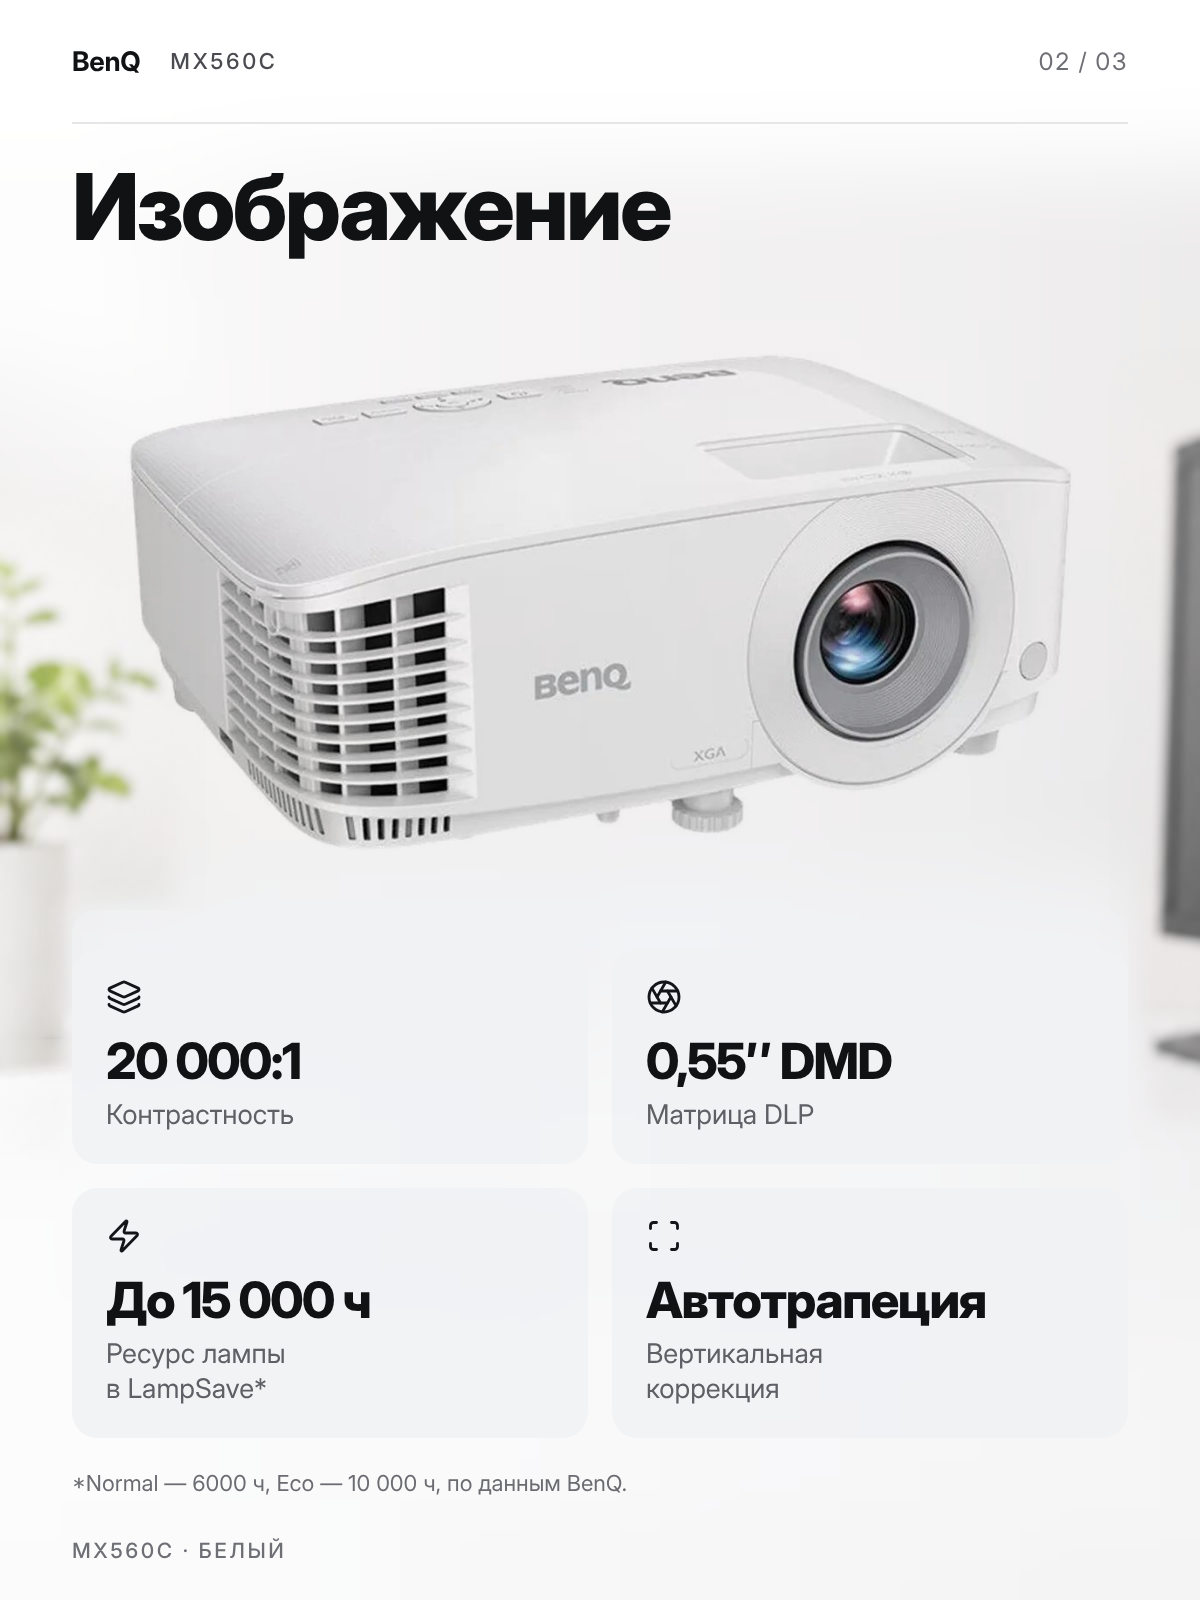 BenQ MX560C 02 / 03
Изображение
BenQ
BenQ
XGA
20 000:1
Контрастность
0,55″ DMD
Матрица DLP
До 15 000 ч
Ресурс лампы
в LampSave*
Автотрапеция
Вертикальная
коррекция
*Normal — 6000 ч, Eco — 10 000 ч, по данным BenQ.
MX560C · БЕЛЫЙ